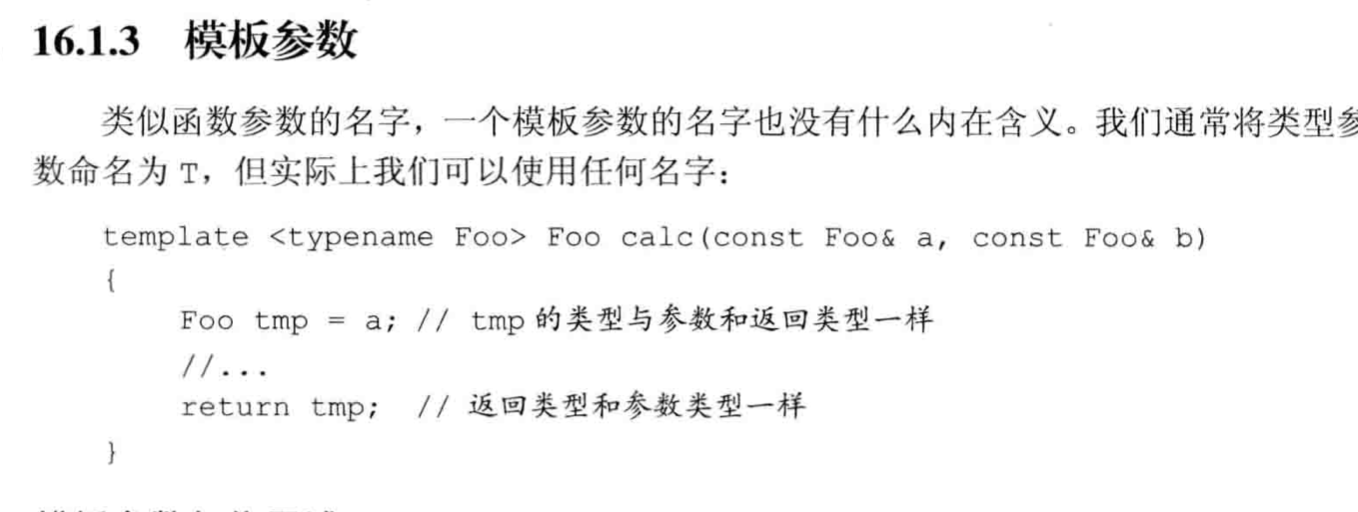 16.1.3 模板参数
类似函数参数的名字，一个模板参数的名字也没有什么内在含义。我们通常将类型参
数命名为 T，但实际上我们可以使用任何名字：
template <typename Foo> Foo calc(const Foo& a, const Foo& b)
{
Foo tmp = a; // tmp 的类型与参数和返回类型一样
//...
return tmp; // 返回类型和参数类型一样
}